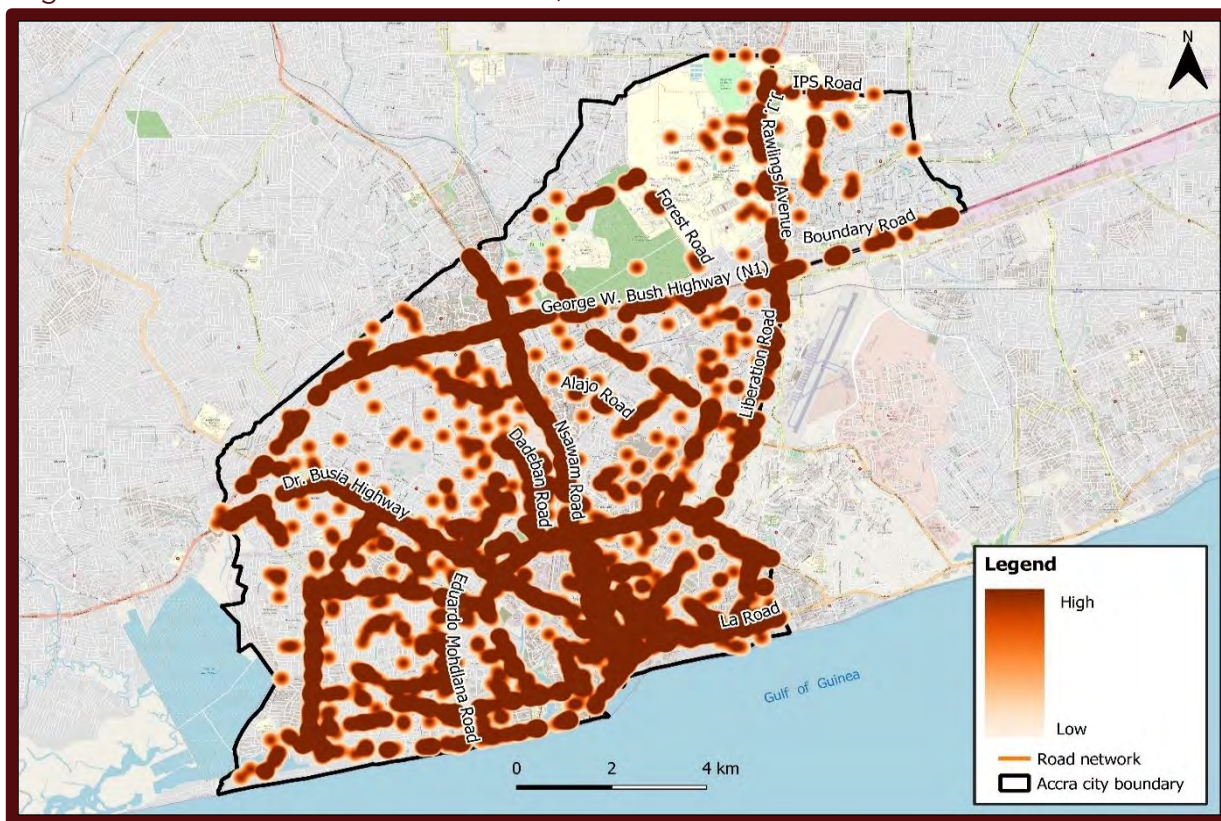 N
IPS Road
J.J. Rawlings Avenue
Forest Road
Boundary Road
George W. Bush Highway (N1)
Liberation Road
Alajo Road
Nsawam Road
Dadeban Road
Dr. Busia Highway
Eduardo Mohdlana Road
La Road
Gulf of Guinea
Legend
High
Low
Road network
Accra city boundary
0 2 4 km